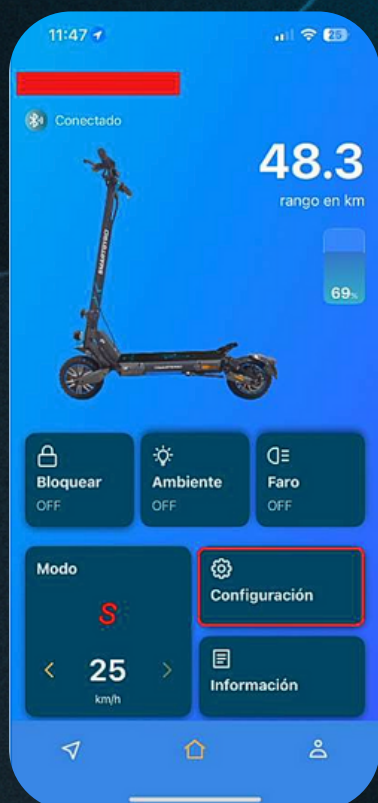 11:47
25
Conectado
48.3
rango en km
SMARTGYRO
69%
Bloquear
OFF
Ambiente
OFF
Faro
OFF
Modo
S
25
km/h
Configuración
Información